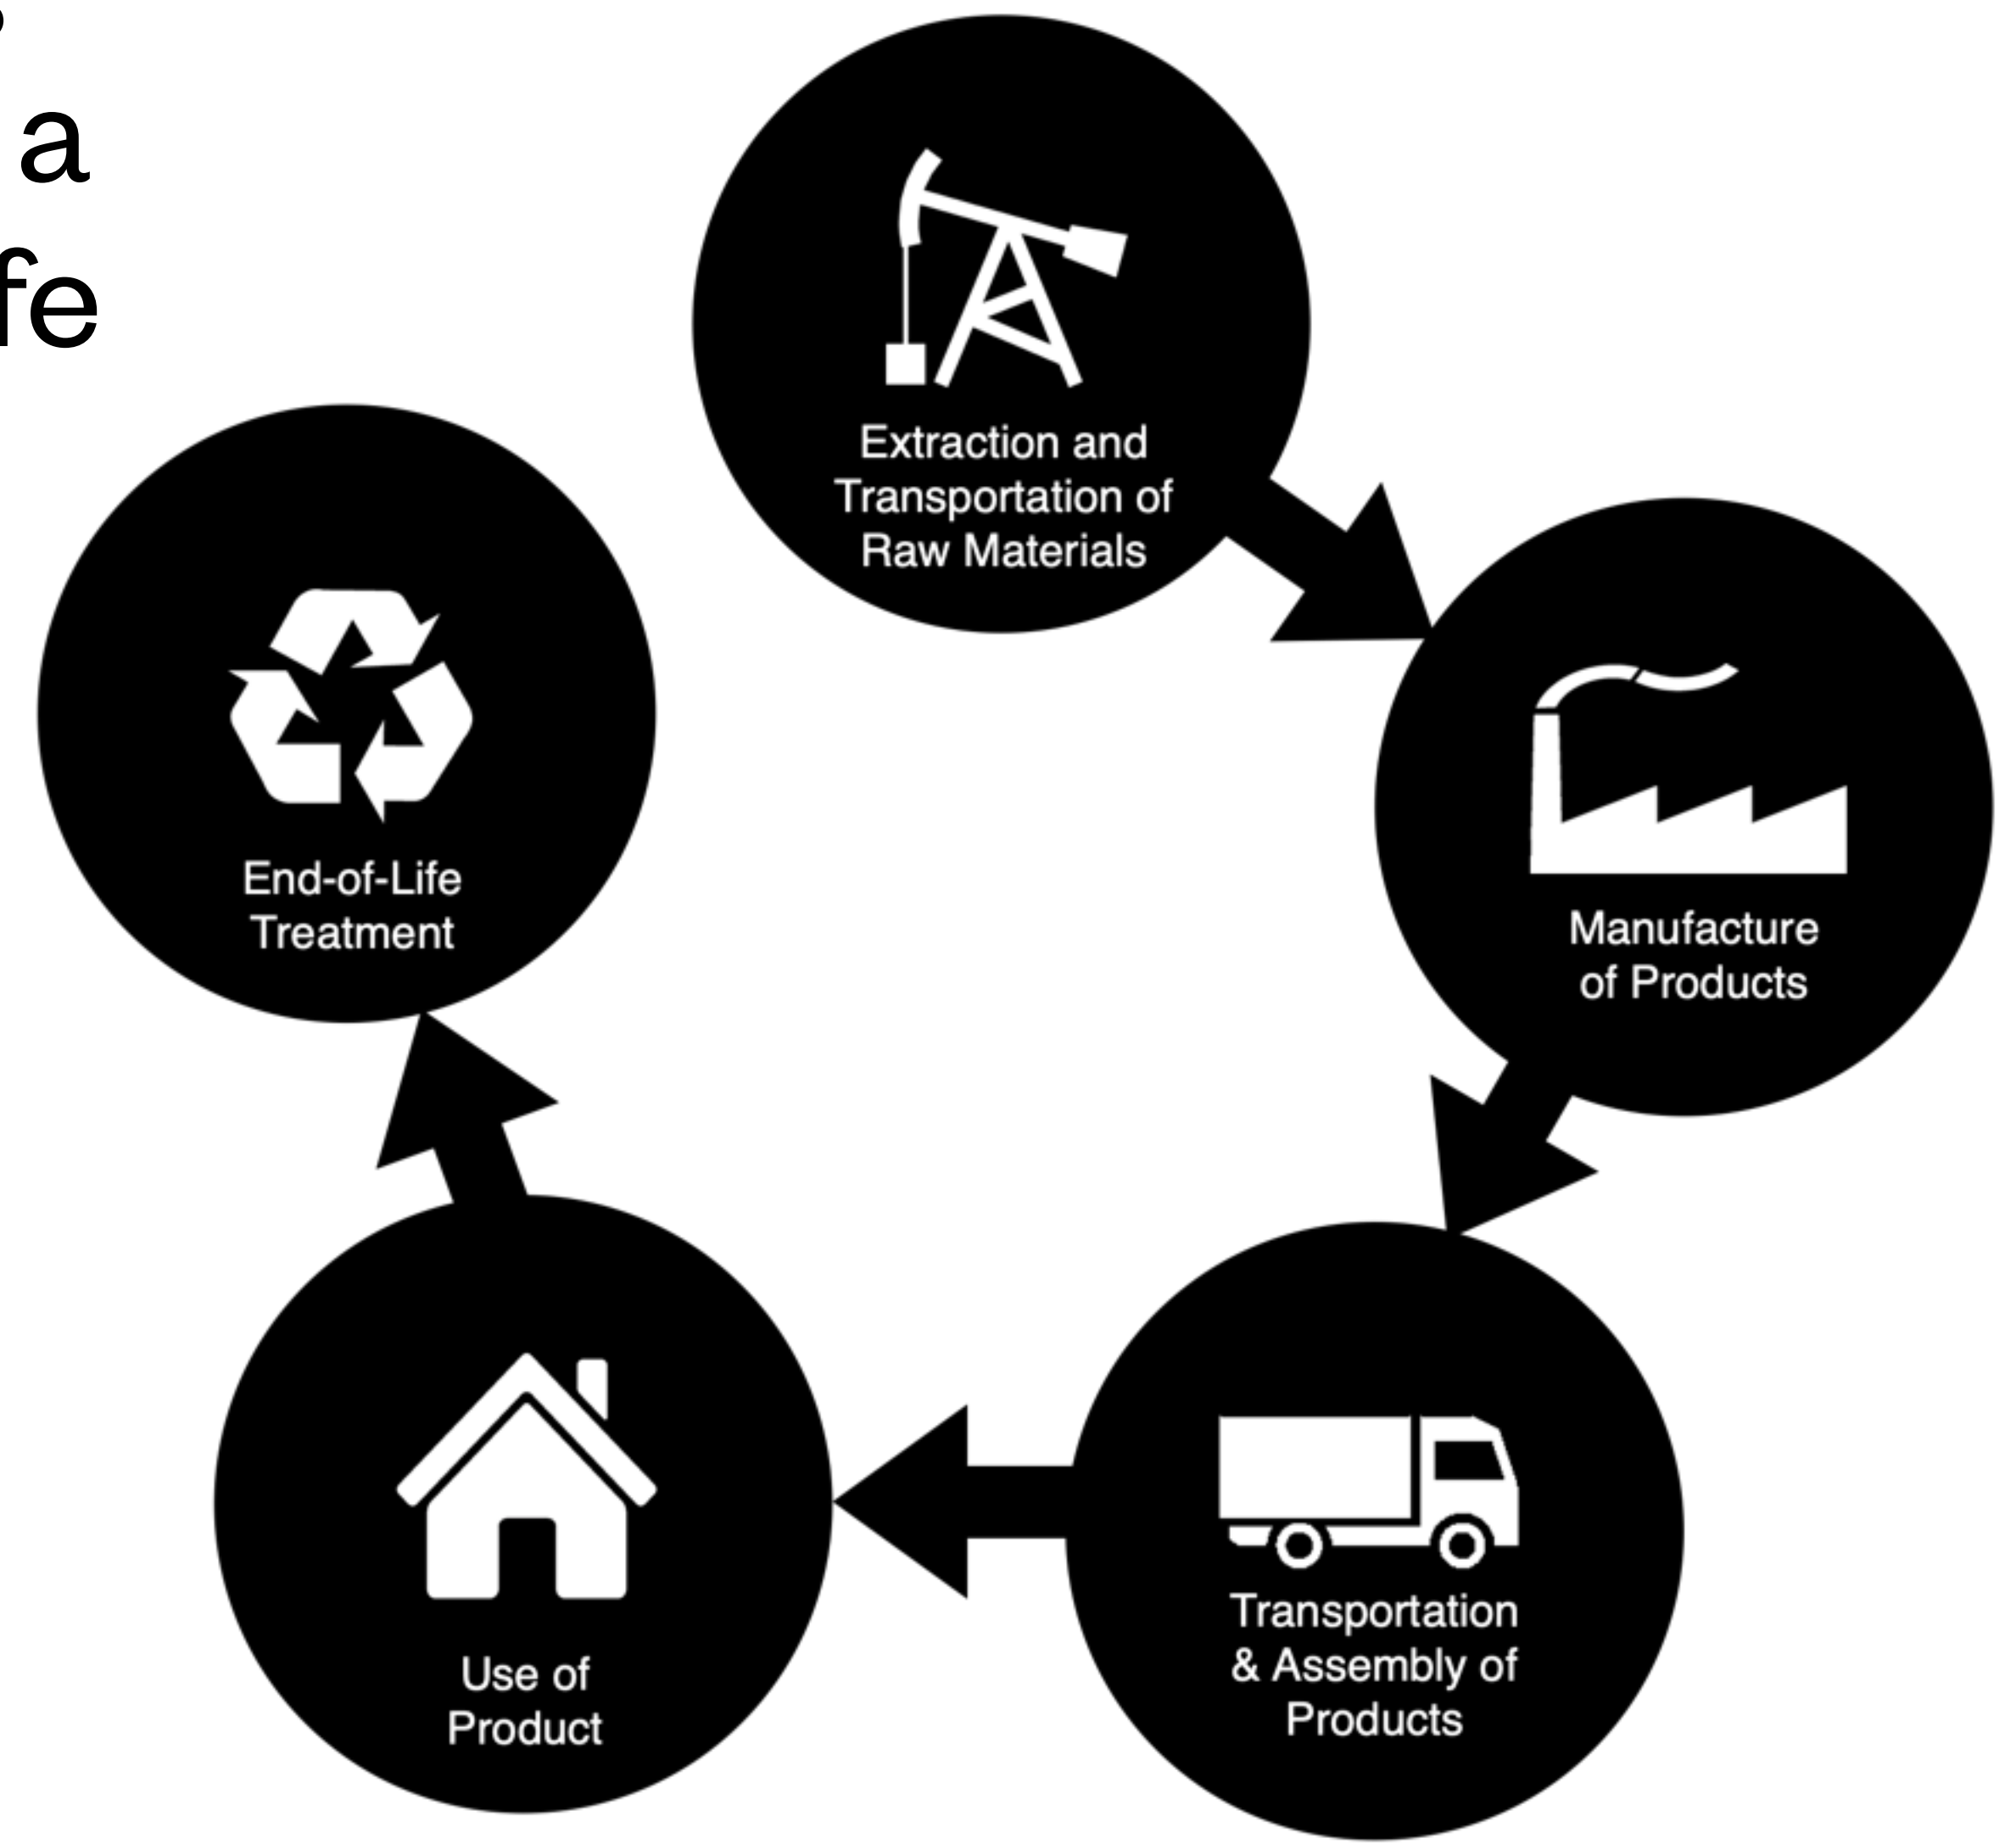 a
fe
Extraction and
Transportation of
Raw Materials
Manufacture
of Products
Transportation
& Assembly of
Products
Use of
Product
End-of-Life
Treatment